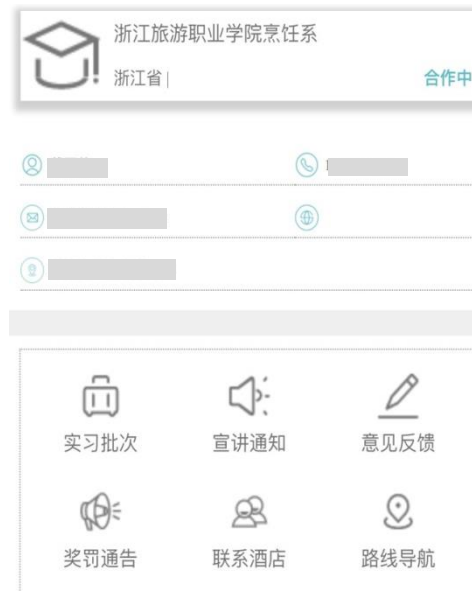 浙江旅游职业学院烹饪系
浙江省 |
合作中
实习批次 宣讲通知 意见反馈
奖罚通告 联系酒店 路线导航